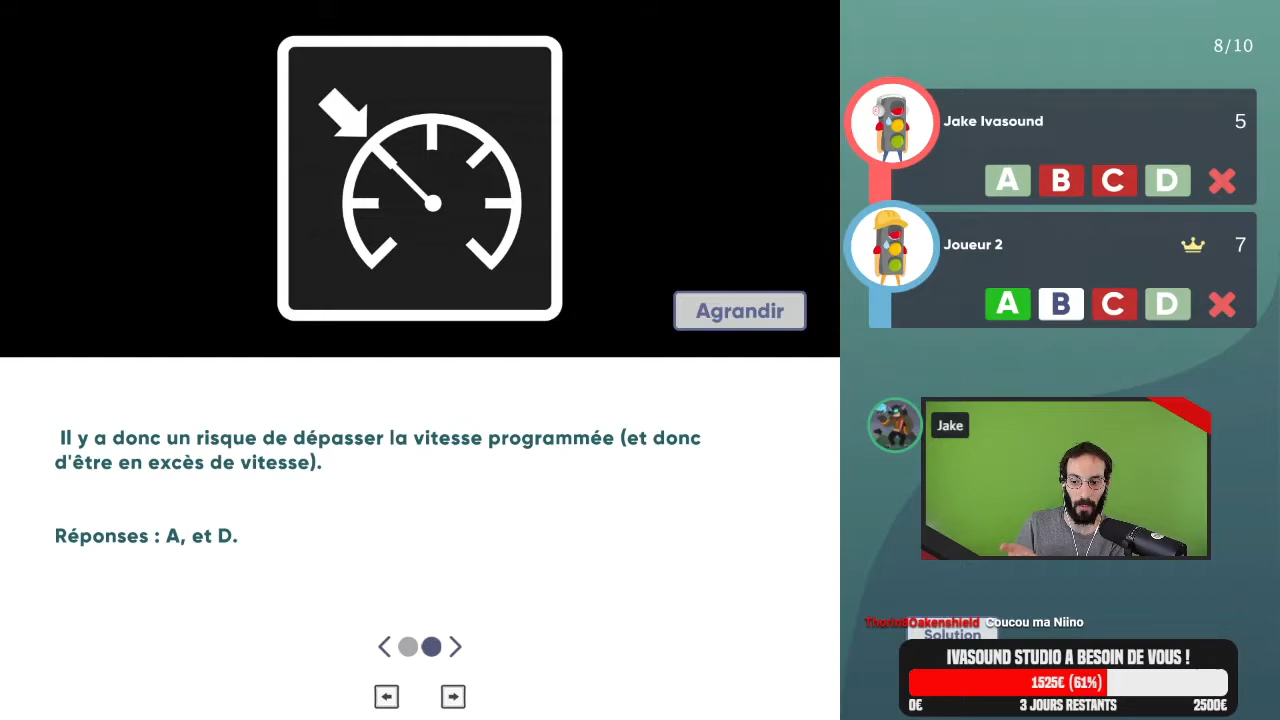 8/10
Jake Ivasound
5
A B C D
Joueur 2
7
A B C D
Agrandir
Il y a donc un risque de dépasser la vitesse programmée (et donc
d'être en excès de vitesse).
Réponses : A, et D.
Jake
Thorin8Oakenshield Coucou ma Niino
Solution
IVASOUND STUDIO A BESOIN DE VOUS !
1525€ (61%)
0€ 3 JOURS RESTANTS 2500€